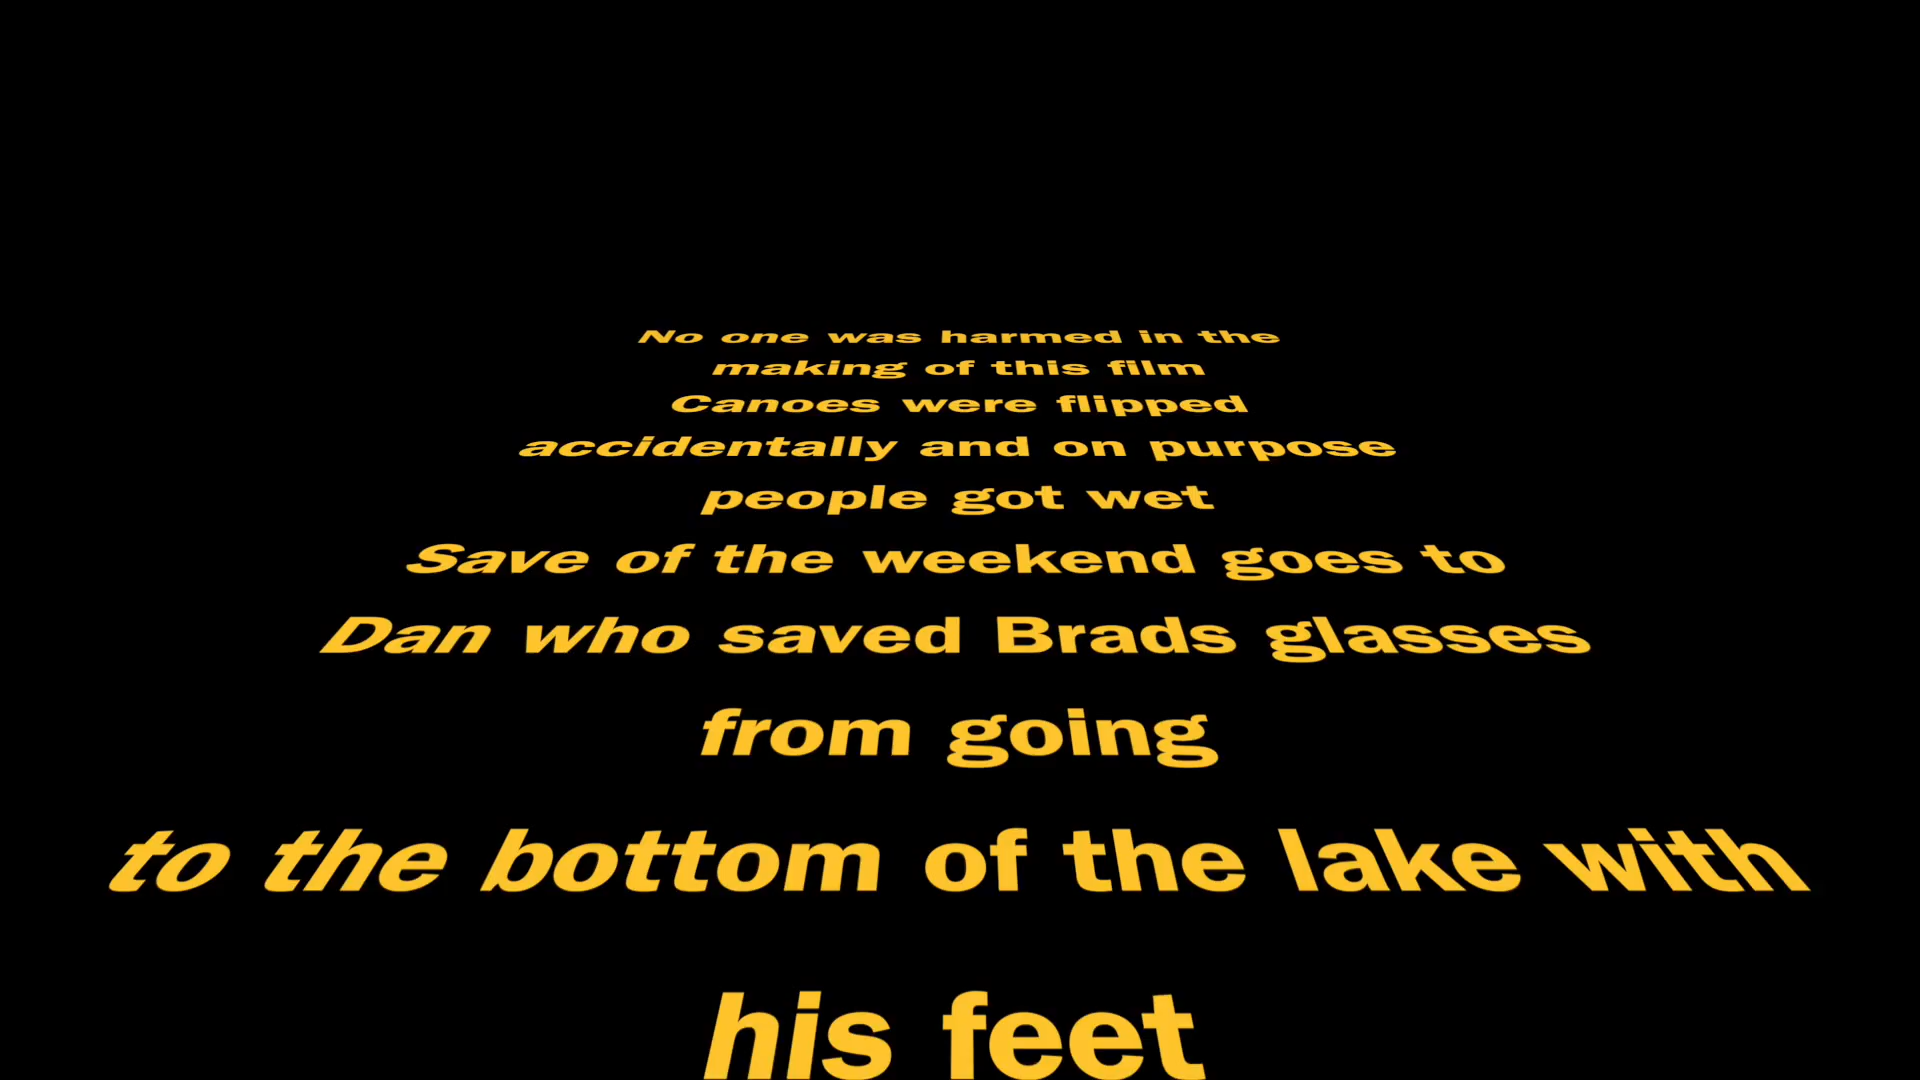 No one was harmed in the
making of this film
Canoes were flipped
accidentally and on purpose
people got wet
Save of the weekend goes to
Dan who saved Brads glasses
from going
to the bottom of the lake with
his feet